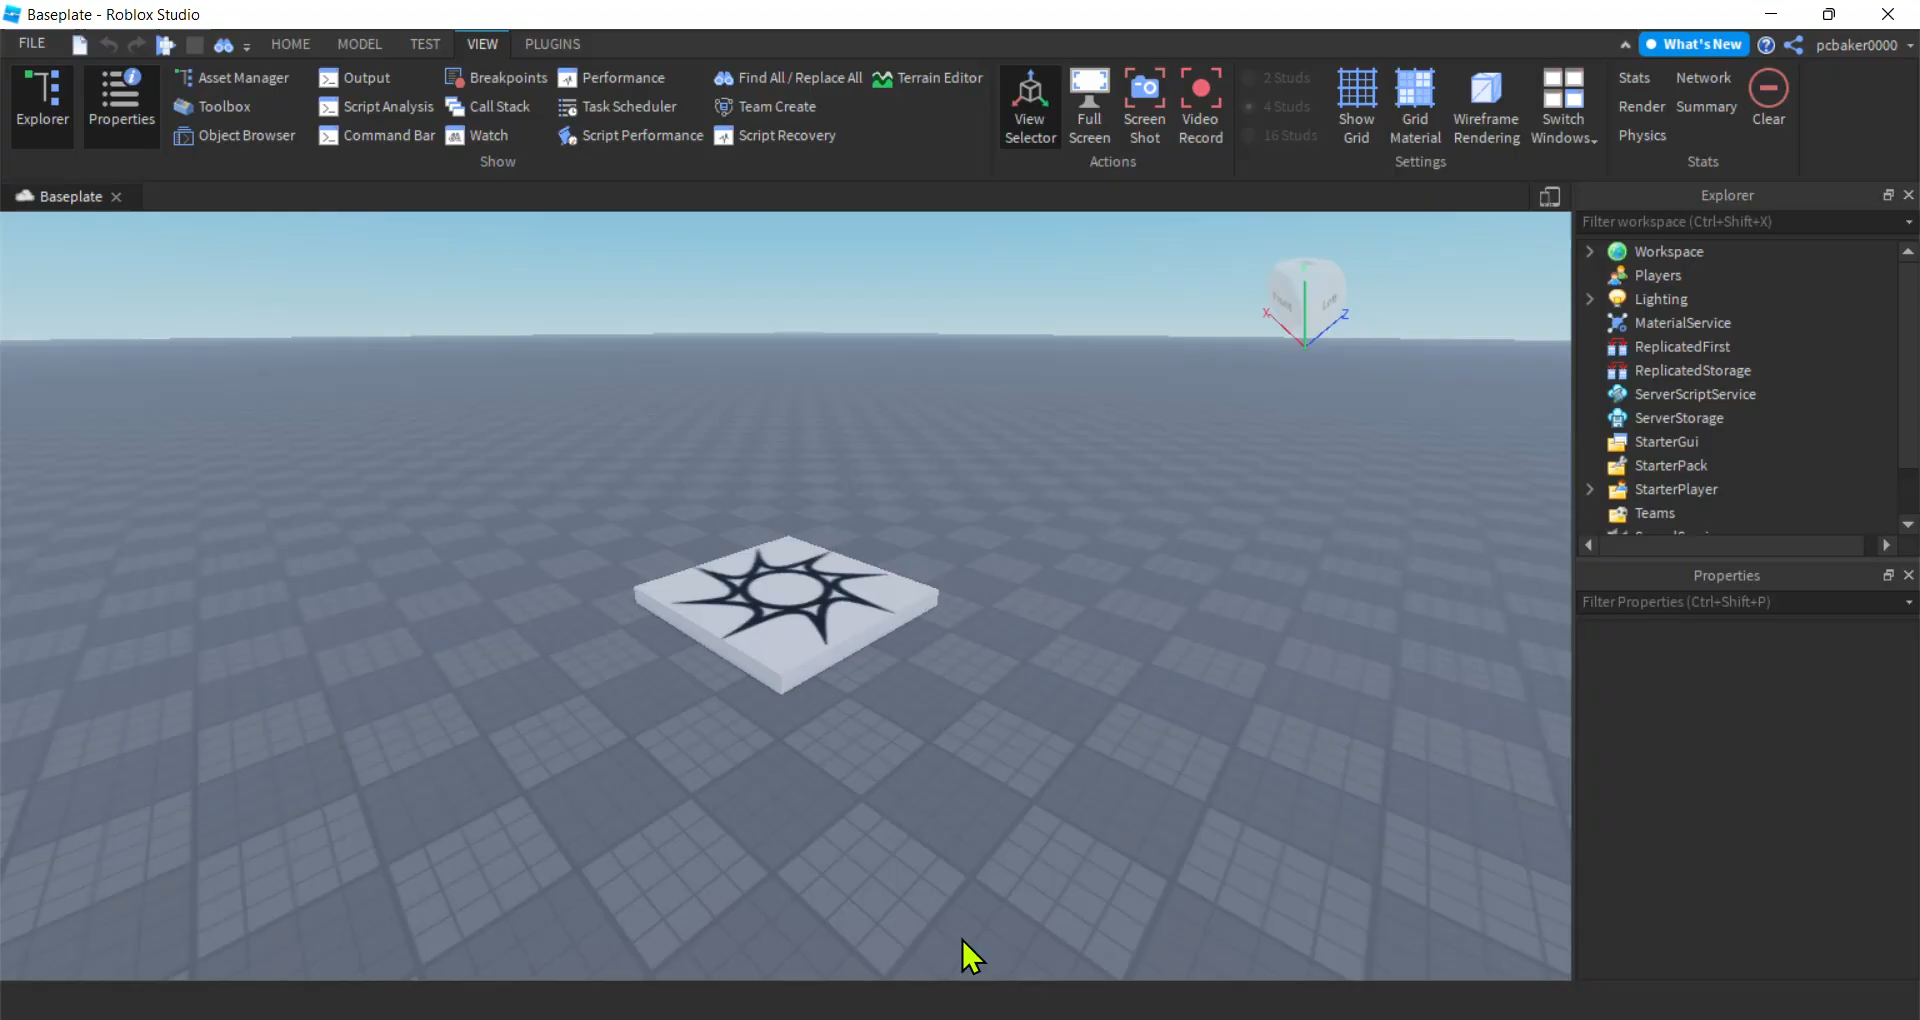 Baseplate - Roblox Studio
FILE HOME MODEL TEST VIEW PLUGINS What's New pcbaker0000
Explorer
Properties
Asset Manager
Toolbox
Object Browser
Output
Script Analysis
Command Bar
Breakpoints
Call Stack
Watch
Performance
Task Scheduler
Script Performance
Find All / Replace All
Team Create
Script Recovery
Terrain Editor
Show
View
Selector
Full
Screen
Screen
Shot
Video
Record
Actions
2 Studs
4 Studs
16 Studs
Show
Grid
Grid
Material
Wireframe
Rendering
Switch
Windows
Settings
Stats
Render
Physics
Network
Summary
Clear
Stats
Baseplate
X
Z
Explorer
Filter workspace (Ctrl+Shift+X)
Workspace
Players
Lighting
MaterialService
ReplicatedFirst
ReplicatedStorage
ServerScriptService
ServerStorage
StarterGui
StarterPack
StarterPlayer
Teams
Properties
Filter Properties (Ctrl+Shift+P)